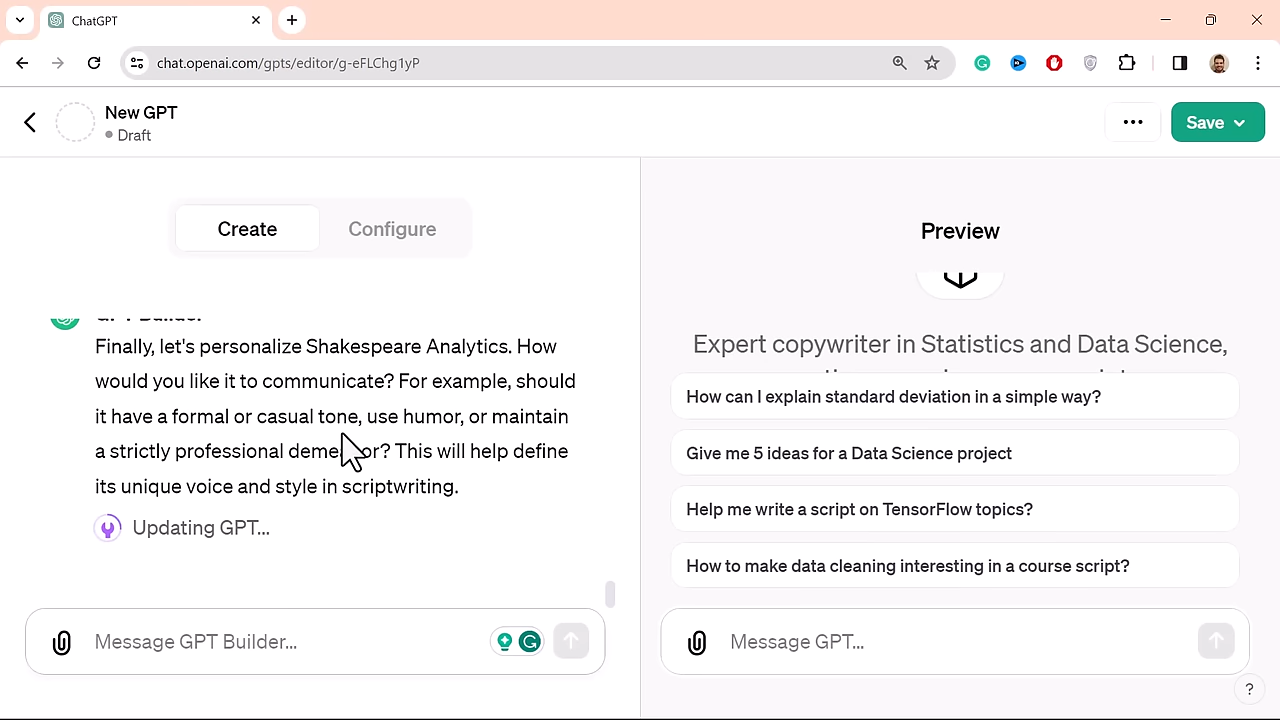 ChatGPT
chat.openai.com/gpts/editor/g-eFLChg1yP
New GPT
Draft
Save
Create
Configure
GPT Builder
Finally, let's personalize Shakespeare Analytics. How
would you like it to communicate? For example, should
it have a formal or casual tone, use humor, or maintain
a strictly professional demeanor? This will help define
its unique voice and style in scriptwriting.
Updating GPT...
Message GPT Builder...
Preview
Expert copywriter in Statistics and Data Science,
How can I explain standard deviation in a simple way?
Give me 5 ideas for a Data Science project
Help me write a script on TensorFlow topics?
How to make data cleaning interesting in a course script?
Message GPT...
?